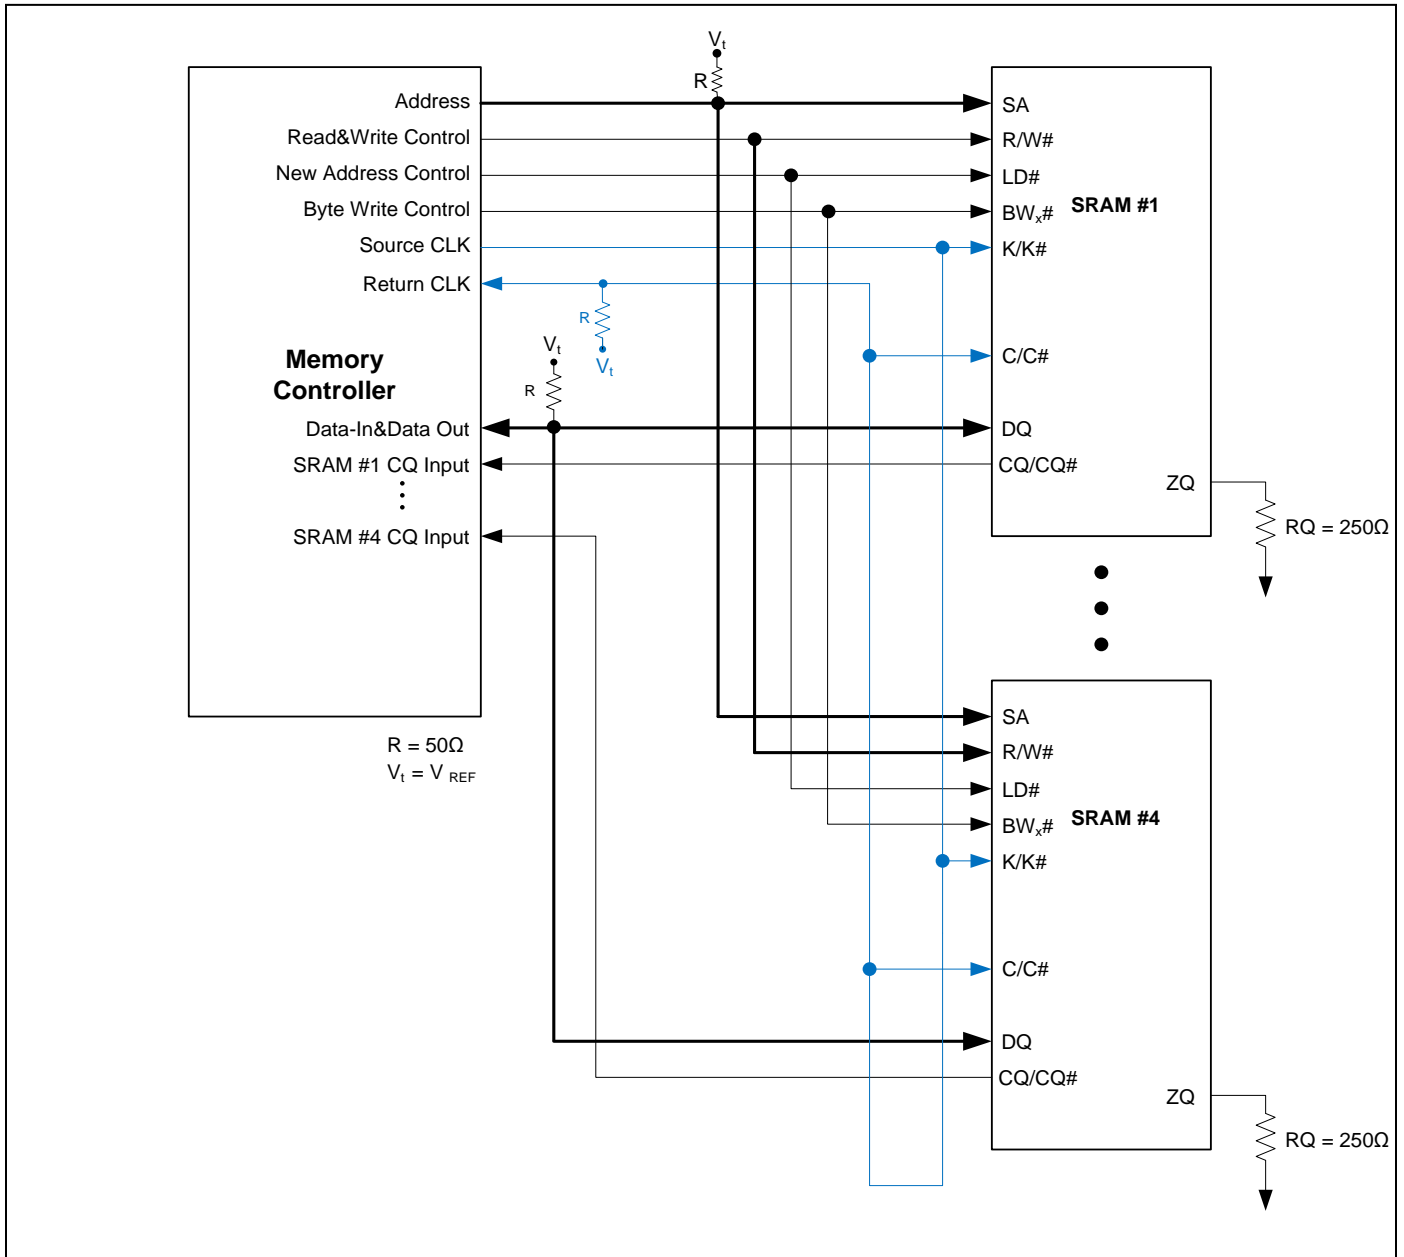 Vt
R
Address
Read&Write Control
New Address Control
Byte Write Control
Source CLK
Return CLK
R
Vt
Vt
R
Memory
Controller
Data-In&Data Out
SRAM #1 CQ Input
SRAM #4 CQ Input
R = 50Ω
Vt = V REF
SA
R/W#
LD#
BWx#
SRAM #1
K/K#
C/C#
DQ
CQ/CQ#
ZQ
RQ = 250Ω
SA
R/W#
LD#
BWx#
SRAM #4
K/K#
C/C#
DQ
CQ/CQ#
ZQ
RQ = 250Ω